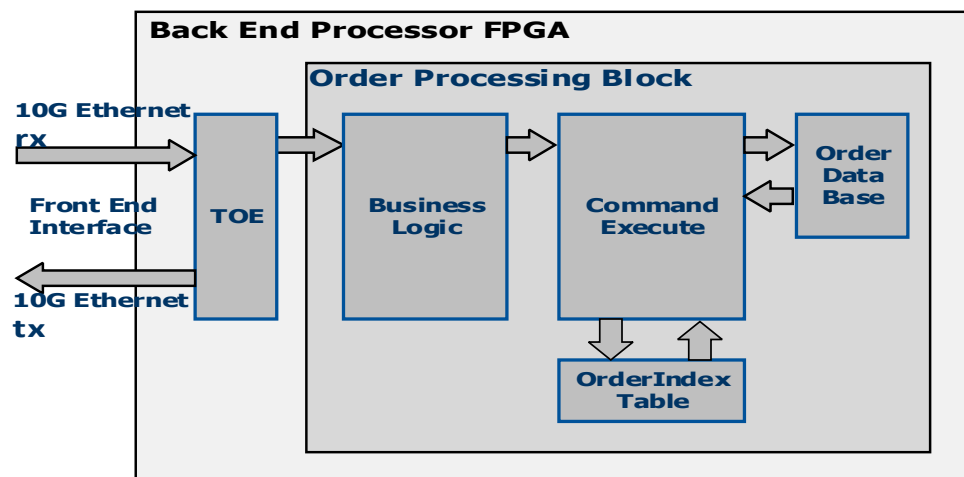 Back End Processor FPGA
Order Processing Block
10G Ethernet
rx
Front End
Interface
10G Ethernet
tx
TOE
Business
Logic
Command
Execute
Order
Data
Base
OrderIndex
Table